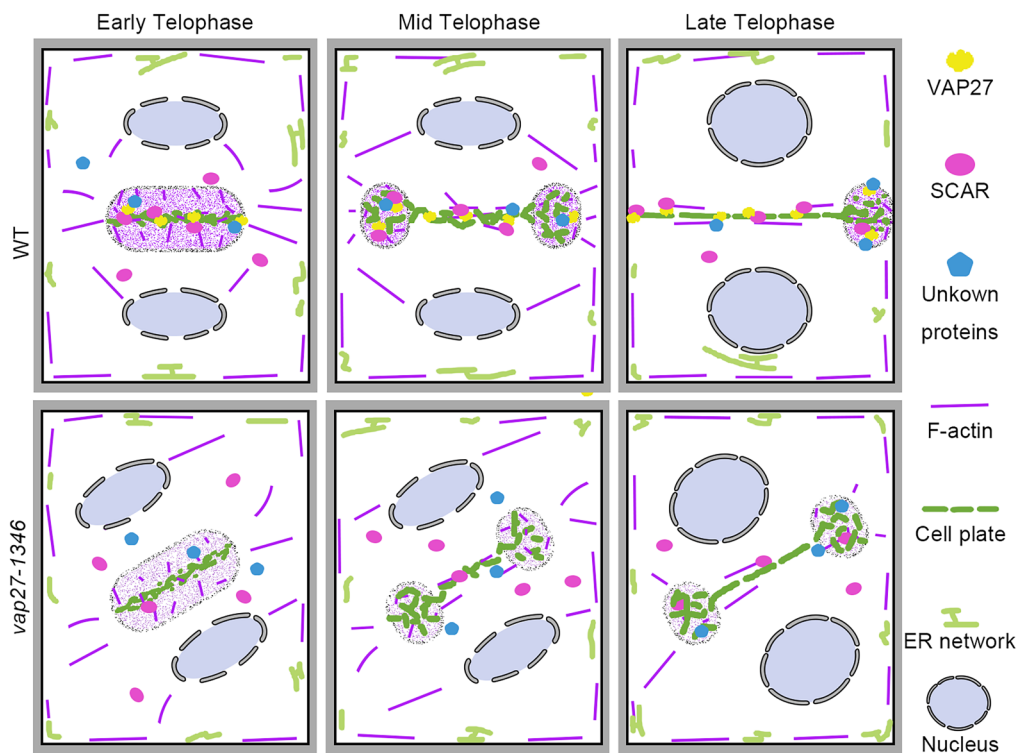 Early Telophase
Mid Telophase
Late Telophase
WT
vap27-1346
VAP27
SCAR
Unkown
proteins
F-actin
Cell plate
ER network
Nucleus